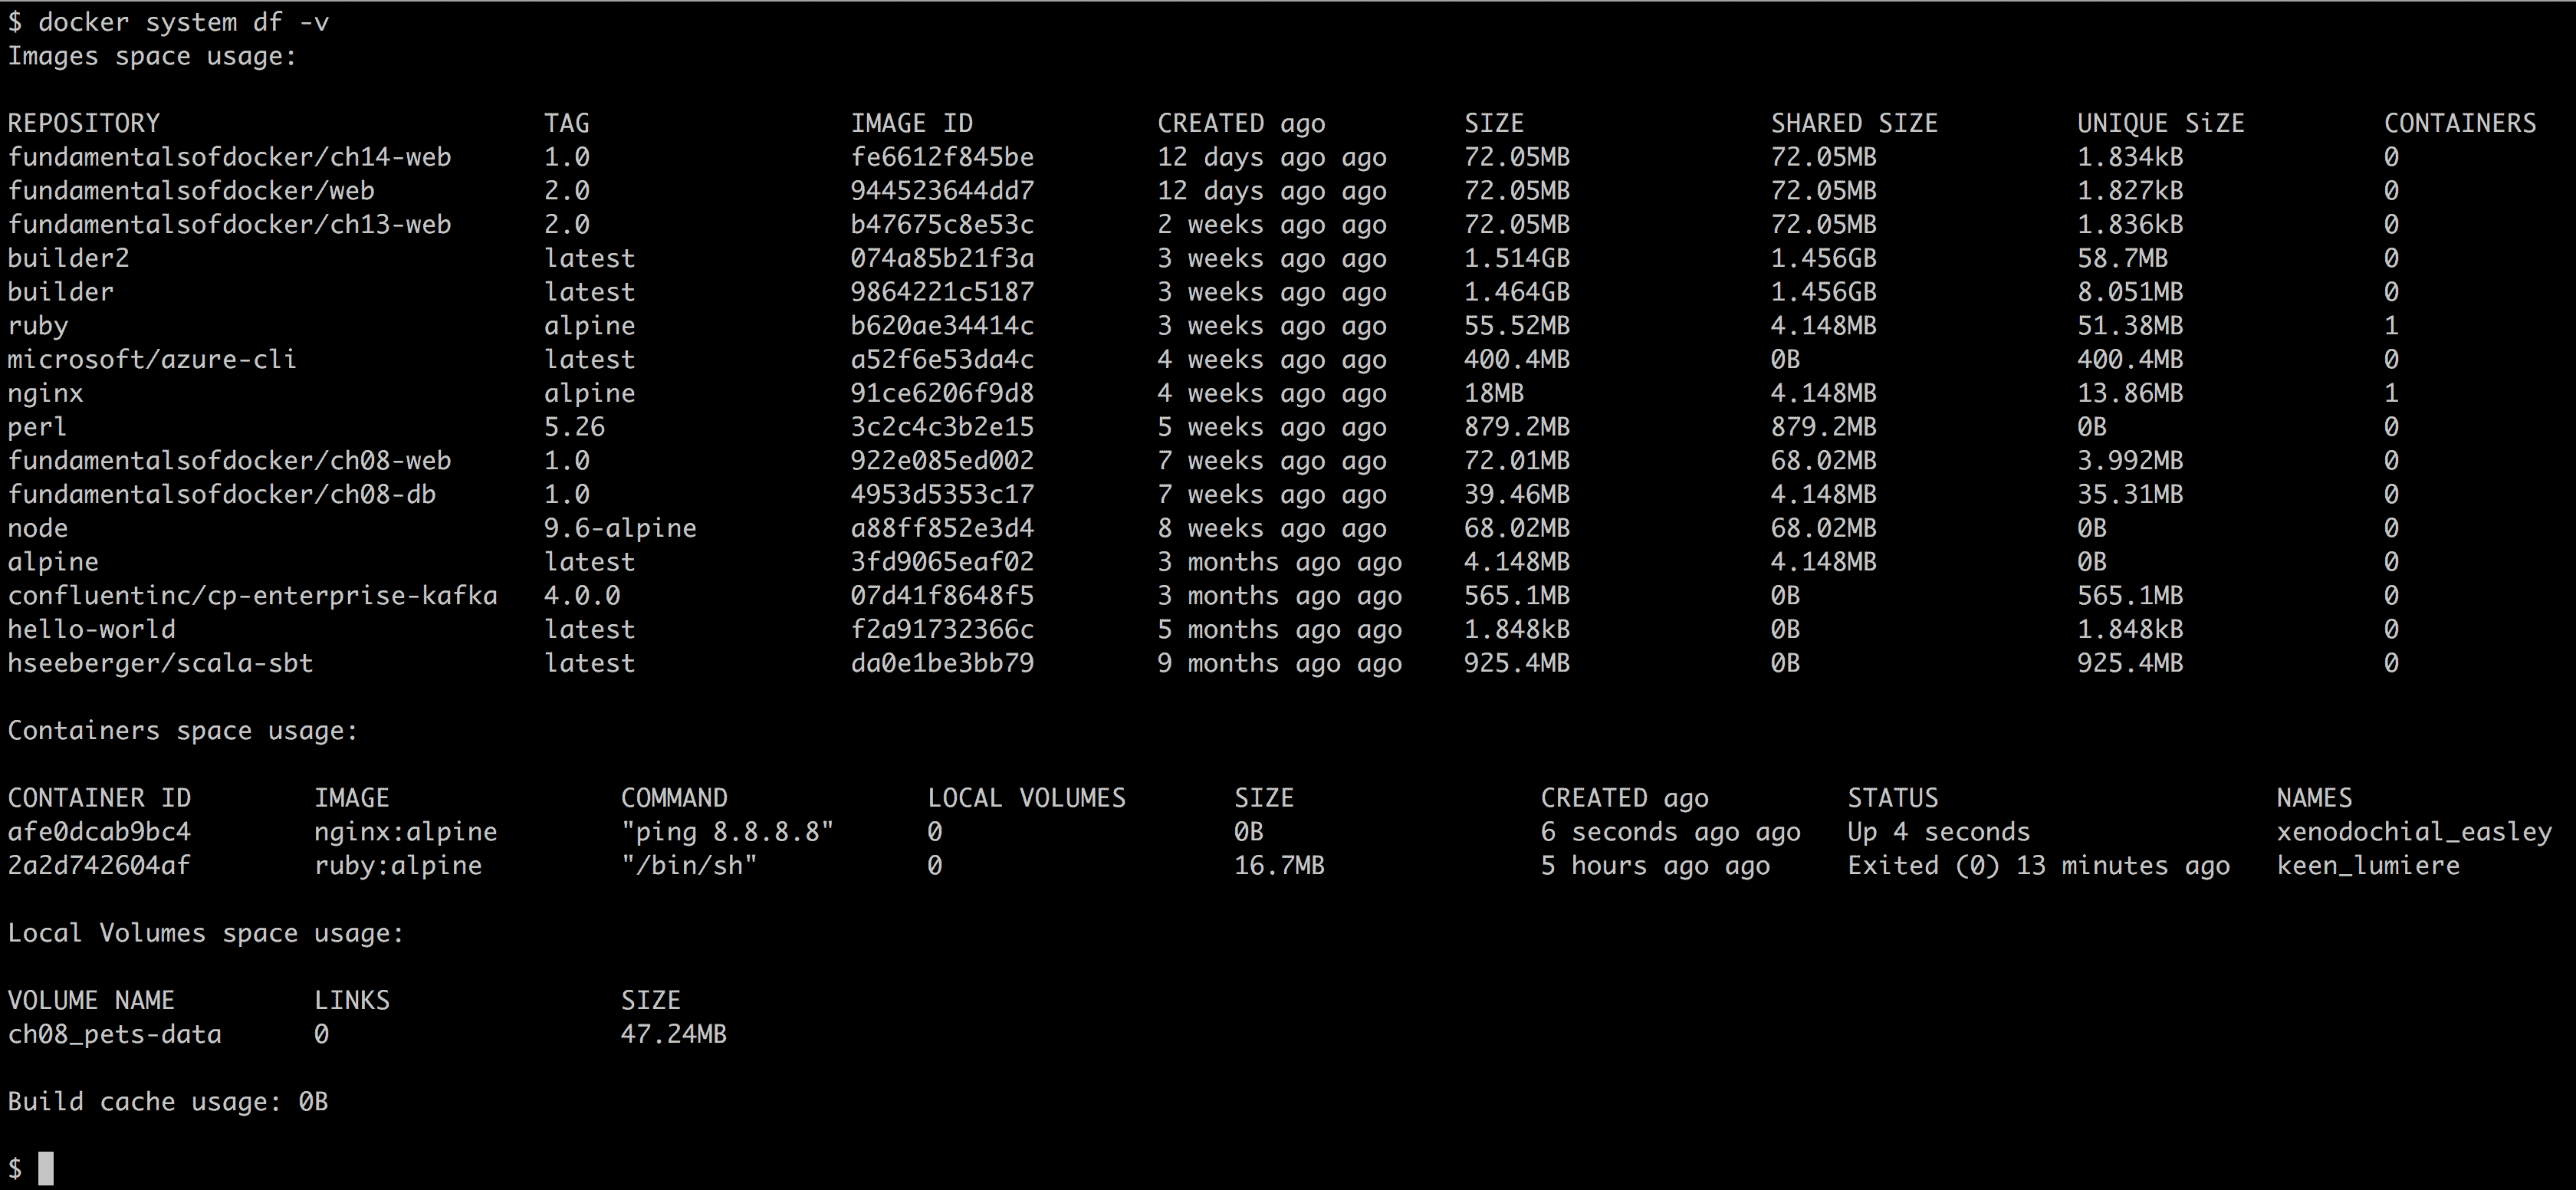 $ docker system df -v
Images space usage:
REPOSITORY TAG IMAGE ID CREATED ago SIZE SHARED SIZE UNIQUE SiZE CONTAINERS
fundamentalsofdocker/ch14-web 1.0 fe6612f845be 12 days ago ago 72.05MB 72.05MB 1.834kB 0
fundamentalsofdocker/web 2.0 944523644dd7 12 days ago ago 72.05MB 72.05MB 1.827kB 0
fundamentalsofdocker/ch13-web 2.0 b47675c8e53c 2 weeks ago ago 72.05MB 72.05MB 1.836kB 0
builder2 latest 074a85b21f3a 3 weeks ago ago 1.514GB 1.456GB 58.7MB 0
builder latest 9864221c5187 3 weeks ago ago 1.464GB 1.456GB 8.051MB 0
ruby alpine b620ae34414c 3 weeks ago ago 55.52MB 4.148MB 51.38MB 1
microsoft/azure-cli latest a52f6e53da4c 4 weeks ago ago 400.4MB 0B 400.4MB 0
nginx alpine 91ce6206f9d8 4 weeks ago ago 18MB 4.148MB 13.86MB 1
perl 5.26 3c2c4c3b2e15 5 weeks ago ago 879.2MB 879.2MB 0B 0
fundamentalsofdocker/ch08-web 1.0 922e085ed002 7 weeks ago ago 72.01MB 68.02MB 3.992MB 0
fundamentalsofdocker/ch08-db 1.0 4953d5353c17 7 weeks ago ago 39.46MB 4.148MB 35.31MB 0
node 9.6-alpine a88ff852e3d4 8 weeks ago ago 68.02MB 68.02MB 0B 0
alpine latest 3fd9065eaf02 3 months ago ago 4.148MB 4.148MB 0B 0
confluentinc/cp-enterprise-kafka 4.0.0 07d41f8648f5 3 months ago ago 565.1MB 0B 565.1MB 0
hello-world latest f2a91732366c 5 months ago ago 1.848kB 0B 1.848kB 0
hseeberger/scala-sbt latest da0e1be3bb79 9 months ago ago 925.4MB 0B 925.4MB 0
Containers space usage:
CONTAINER ID IMAGE COMMAND LOCAL VOLUMES SIZE CREATED ago STATUS NAMES
afe0dcab9bc4 nginx:alpine "ping 8.8.8.8" 0 0B 6 seconds ago ago Up 4 seconds xenodochial_easley
2a2d742604af ruby:alpine "/bin/sh" 0 16.7MB 5 hours ago ago Exited (0) 13 minutes ago keen_lumiere
Local Volumes space usage:
VOLUME NAME LINKS SIZE
ch08_pets-data 0 47.24MB
Build cache usage: 0B
$